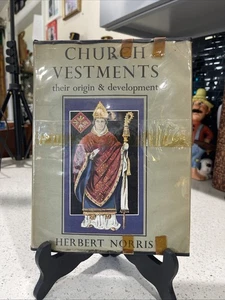 CHURCH
VESTMENTS
their origin & development
HERBERT NORRIS